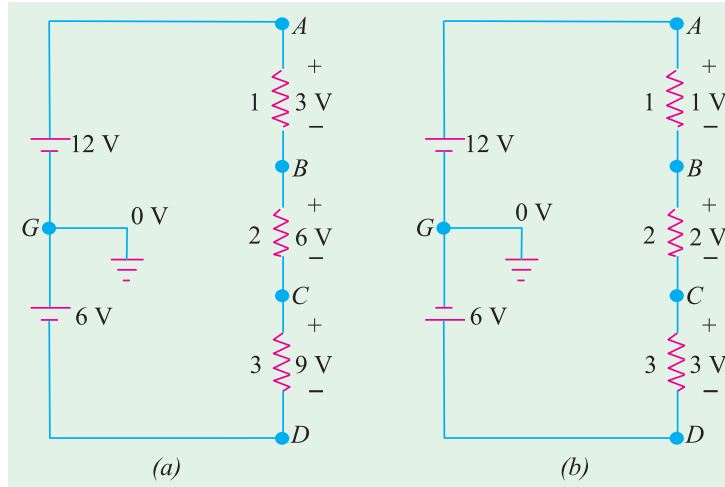 A
+
1 3 V
−
12 V
B
+
0 V
G
2 6 V
−
C
6 V
+
3 9 V
−
D
(a)
A
+
1 1 V
−
12 V
B
+
0 V
G
2 2 V
−
C
6 V
+
3 3 V
−
D
(b)